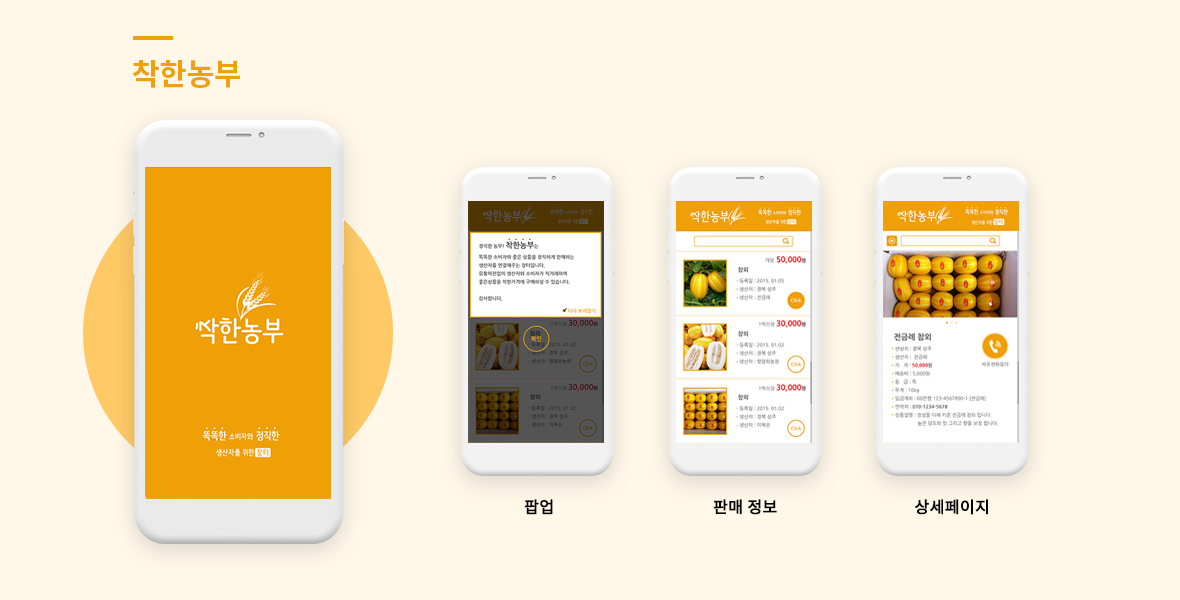 착한농부
착한농부
똑똑한 소비자와 정직한
생산자를 위한 장터
착한농부
똑똑한 소비자와 정직한
생산자를 위한 장터
정직한 농부! 착한농부는
똑똑한 소비자와 좋은 상품을 정직하게 판매하는
생산자를 연결해주는 장터입니다.
유통마진없이 생산자와 소비자가 직거래하여
좋은상품을 착한가격에 구매하실 수 있습니다.
감사합니다.
다시 보지않기
확인
1박스당 30,000원
참외
등록일 : 2015. 01.02
생산지 : 경북 성주
Click
1박스당 30,000원
참외
등록일 : 2015. 01.02
생산지 : 경북 성주
생산자 : 이복순
Click
팝업
착한농부
똑똑한 소비자와 정직한
생산자를 위한 장터
개당 50,000원
참외
등록일 : 2015. 01.05
생산지 : 경북 성주
생산자 : 전금례
Click
1박스당 30,000원
참외
등록일 : 2015. 01.02
생산지 : 경북 성주
Click
1박스당 30,000원
참외
등록일 : 2015. 01.02
생산지 : 경북 성주
생산자 : 이복순
Click
판매 정보
착한농부
똑똑한 소비자와 정직한
생산자를 위한 장터
전금례 참외
생산지 : 경북 성주
생산자 : 전금례
가 격 : 50,000원
배송비 : 5,000원
등 급 : 특
무게 : 10kg
입금계좌 : 00은행 123-4567890-1 [전금례]
연락처 : 010-1234-5678
상품설명 : 정성을 다해 키운 전금례 참외 입니다.
높은 당도와 맛 그리고 향을 보장 합니다.
바로전화걸기
상세페이지